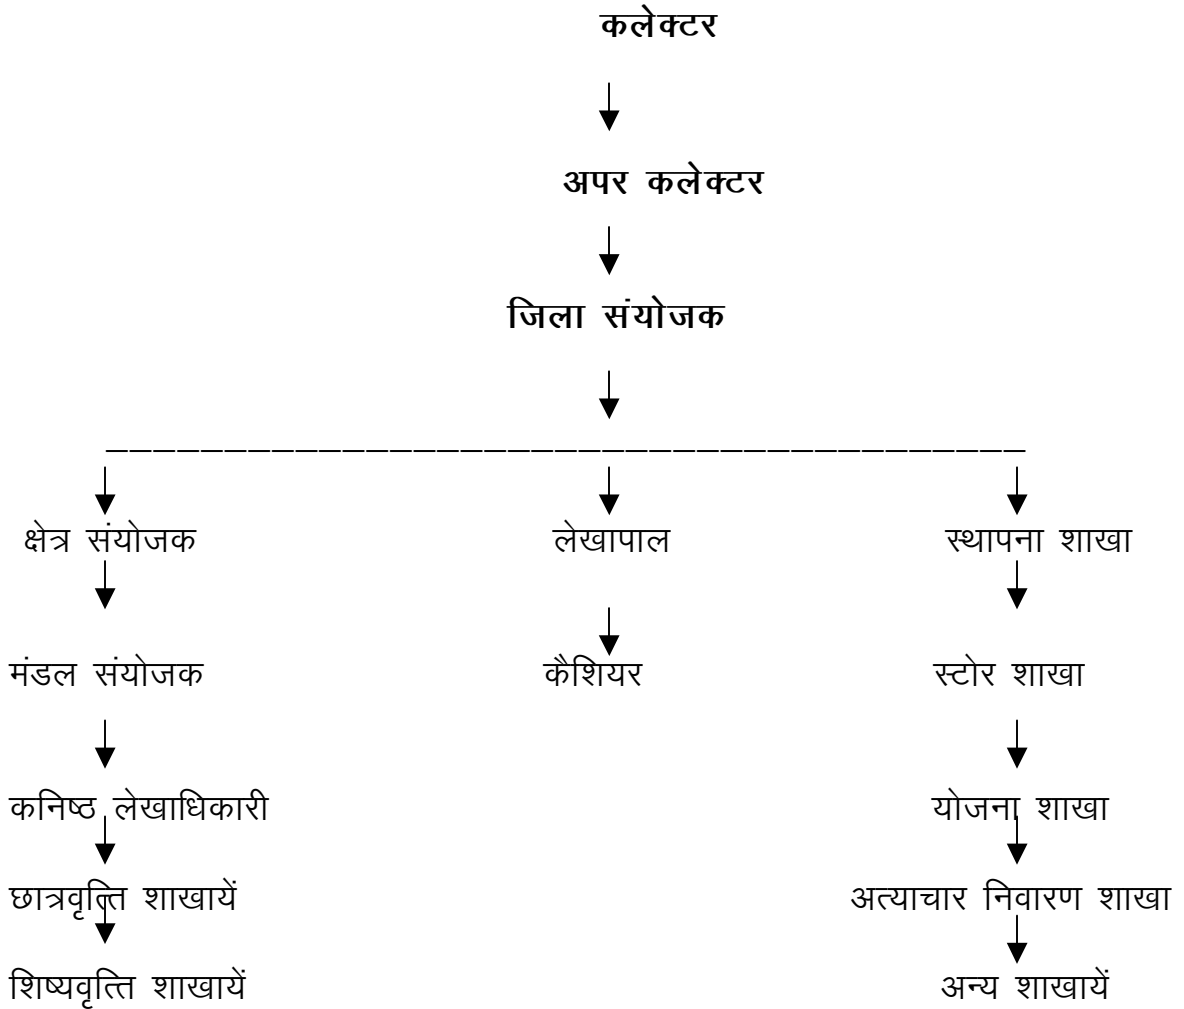 कलेक्टर
अपर कलेक्टर
जिला संयोजक
क्षेत्र संयोजक लेखापाल स्थापना शाखा
मंडल संयोजक कैशियर स्टोर शाखा
कनिष्ठ लेखाधिकारी योजना शाखा
छात्रवृत्ति शाखायें अत्याचार निवारण शाखा
शिष्यवृत्ति शाखायें अन्य शाखायें